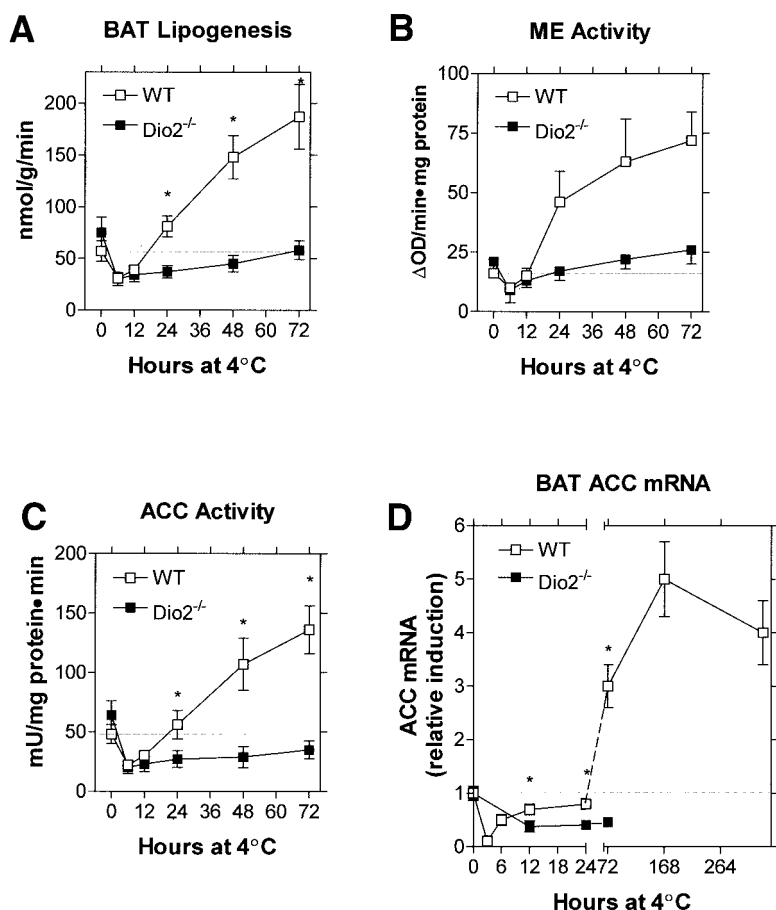 A
BAT Lipogenesis
nmol/g/min
200
150
100
50
0
WT
Dio2-/-
* * * *
0 12 24 36 48 60 72
Hours at 4°C
B
ME Activity
ΔOD/min•mg protein
100
75
50
25
0
WT
Dio2-/-
0 12 24 36 48 60 72
Hours at 4°C
C
ACC Activity
mU/mg protein•min
200
150
100
50
0
WT
Dio2-/-
* * *
0 12 24 36 48 60 72
Hours at 4°C
D
BAT ACC mRNA
ACC mRNA
(relative induction)
6
5
4
3
2
1
0
WT
Dio2-/-
* * *
0 6 12 18 24 72 168 264
Hours at 4°C